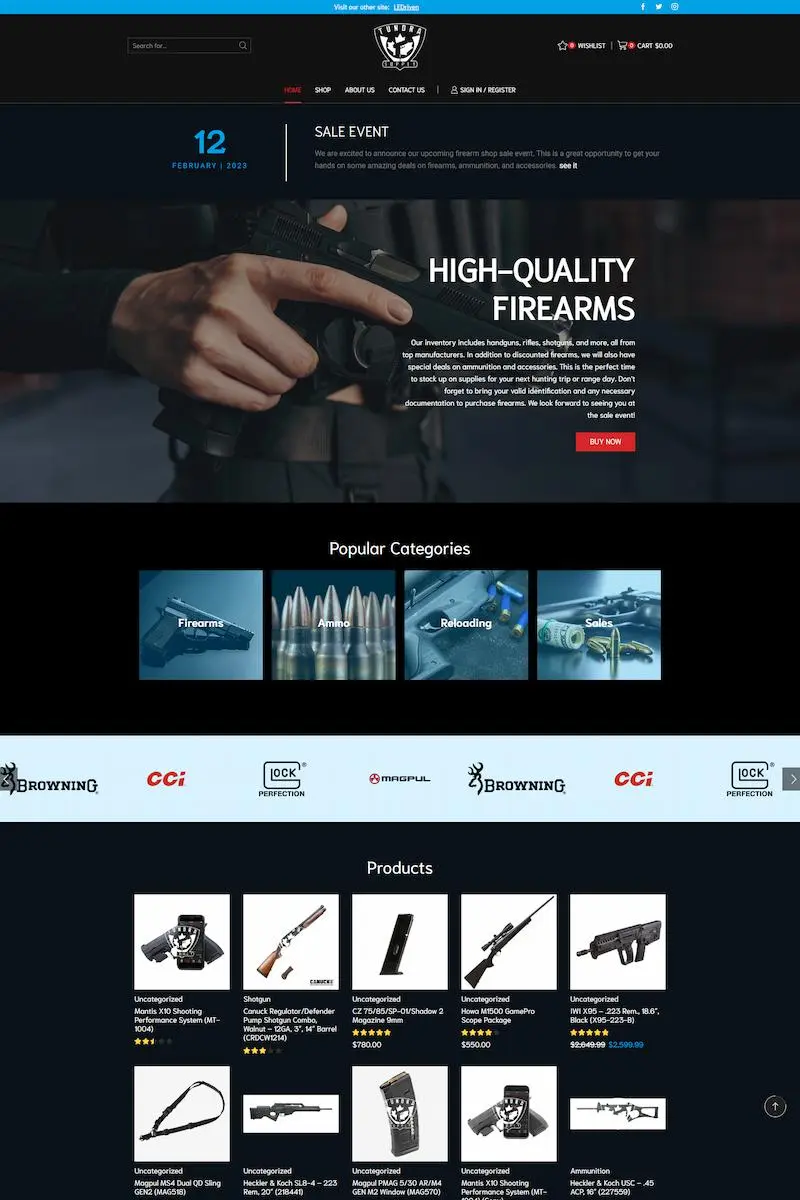 Visit our other site: LEDriven
Search for...
TUNDRA
SUPPLY
0 WISHLIST | 0 CART $0.00
HOME SHOP ABOUT US CONTACT US | SIGN IN / REGISTER
12
FEBRUARY | 2023
SALE EVENT
We are excited to announce our upcoming firearm shop sale event. This is a great opportunity to get your
hands on some amazing deals on firearms, ammunition, and accessories. see it
HIGH-QUALITY
FIREARMS
Our inventory includes handguns, rifles, shotguns, and more, all from
top manufacturers. In addition to discounted firearms, we will also have
special deals on ammunition and accessories. This is the perfect time
to stock up on supplies for your next hunting trip or range day. Don't
forget to bring your valid identification and any necessary
documentation to purchase firearms. We look forward to seeing you at
the sale event!
BUY NOW
Popular Categories
Firearms
Ammo
Reloading
Sales
BROWNING
CCI
GLOCK
PERFECTION
MAGPUL
BROWNING
CCI
GLOCK
PERFECTION
Products
CANUCK
Uncategorized
Mantis X10 Shooting
Performance System (MT-
1004)
Shotgun
Canuck Regulator/Defender
Pump Shotgun Combo,
Walnut – 12GA, 3", 14" Barrel
(CRDCW1214)
Uncategorized
CZ 75/85/SP-01/Shadow 2
Magazine 9mm
$780.00
Uncategorized
Howa M1500 GamePro
Scope Package
$550.00
Uncategorized
IWI X95 – .223 Rem., 18.6",
Black (X95-223-B)
$2,649.99 $2,599.99
Uncategorized
Magpul MS4 Dual QD Sling
GEN2 (MAG518)
Uncategorized
Heckler & Koch SL8-4 – 223
Rem, 20" (218441)
Uncategorized
Magpul PMAG 5/30 AR/M4
GEN M2 Window (MAG570)
Uncategorized
Mantis X10 Shooting
Performance System (MT-
1004) (Copy)
Ammunition
Heckler & Koch USC – .45
ACP, 16" (227559)